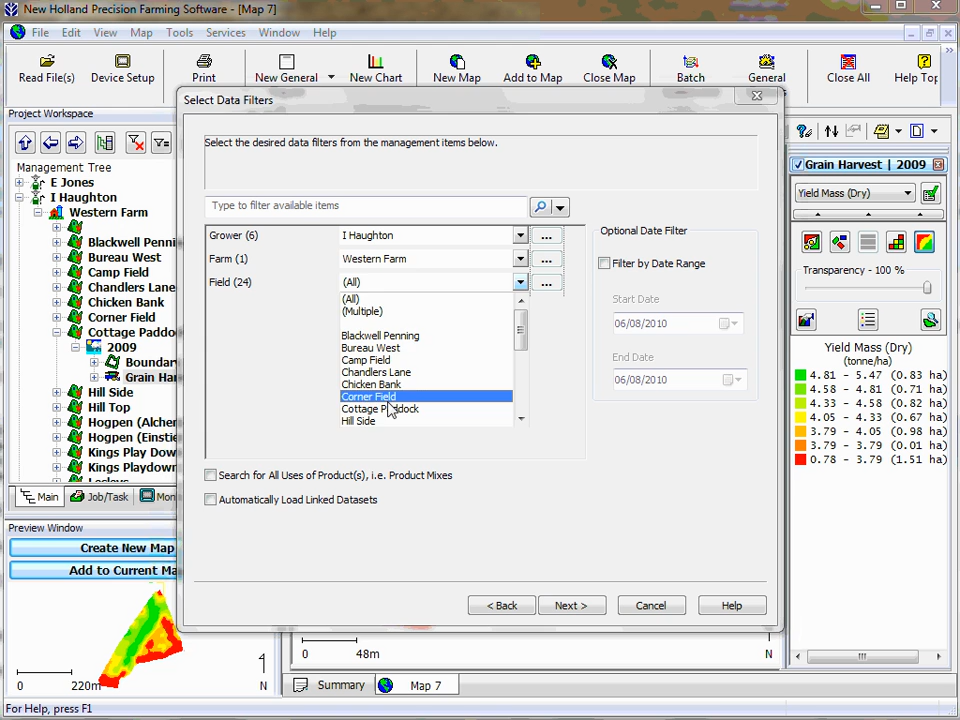 New Holland Precision Farming Software - [Map 7]
File Edit View Map Tools Services Window Help
Read File(s) Device Setup Print New General New Chart New Map Add to Map Close Map Batch General Close All Help Top
Project Workspace
Management Tree
E Jones
I Haughton
Western Farm
Blackwell Penni
Bureau West
Camp Field
Chandlers Lane
Chicken Bank
Corner Field
Cottage Paddo
2009
Boundar
Grain Har
Hill Side
Hill Top
Hogpen (Alchem
Hogpen (Einstie
Kings Play Down
Kings Playdown
Main Job/Task Mon
Preview Window
Create New Map
Add to Current Ma
0 220m N
Select Data Filters
Select the desired data filters from the management items below.
Type to filter available items
Grower (6) I Haughton ...
Farm (1) Western Farm ...
Field (24) (All) ...
(All)
(Multiple)
Blackwell Penning
Bureau West
Camp Field
Chandlers Lane
Chicken Bank
Corner Field
Cottage Paddock
Hill Side
Optional Date Filter
Filter by Date Range
Start Date
06/08/2010
End Date
06/08/2010
Search for All Uses of Product(s), i.e. Product Mixes
Automatically Load Linked Datasets
< Back Next > Cancel Help
Grain Harvest | 2009
Yield Mass (Dry)
Transparency - 100 %
Yield Mass (Dry)
(tonne/ha)
4.81 - 5.47 (0.83 ha)
4.58 - 4.81 (0.71 ha)
4.33 - 4.58 (0.82 ha)
4.05 - 4.33 (0.67 ha)
3.79 - 4.05 (0.98 ha)
3.79 - 3.79 (0.01 ha)
0.78 - 3.79 (1.51 ha)
0 48m N
Summary Map 7
For Help, press F1